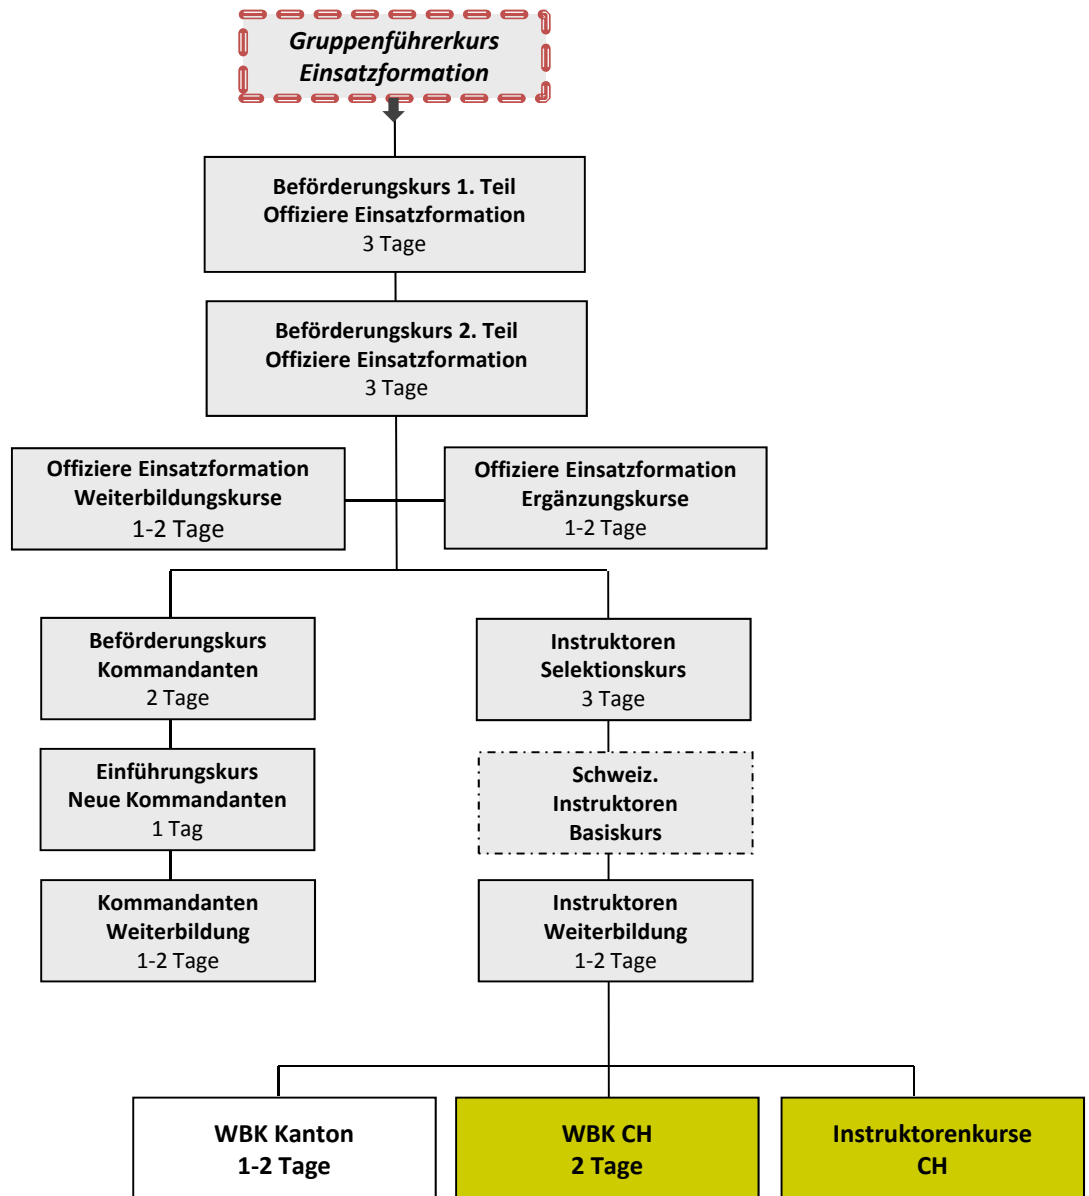 Gruppenführerkurs
Einsatzformation
Beförderungskurs 1. Teil
Offiziere Einsatzformation
3 Tage
Beförderungskurs 2. Teil
Offiziere Einsatzformation
3 Tage
Offiziere Einsatzformation
Weiterbildungskurse
1-2 Tage
Offiziere Einsatzformation
Ergänzungskurse
1-2 Tage
Beförderungskurs
Kommandanten
2 Tage
Instruktoren
Selektionskurs
3 Tage
Einführungskurs
Neue Kommandanten
1 Tag
Schweiz.
Instruktoren
Basiskurs
Kommandanten
Weiterbildung
1-2 Tage
Instruktoren
Weiterbildung
1-2 Tage
WBK Kanton
1-2 Tage
WBK CH
2 Tage
Instruktorenkurse
CH